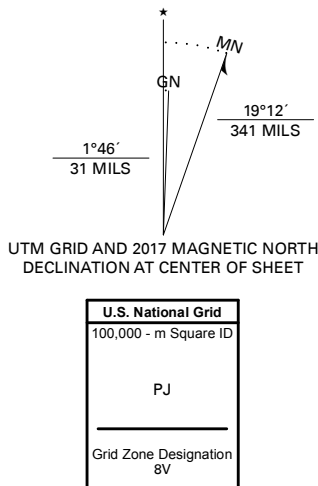 ★
MN
GN
19°12´
341 MILS
1°46´
31 MILS
UTM GRID AND 2017 MAGNETIC NORTH
DECLINATION AT CENTER OF SHEET
U.S. National Grid
100,000 - m Square ID
PJ
Grid Zone Designation
8V